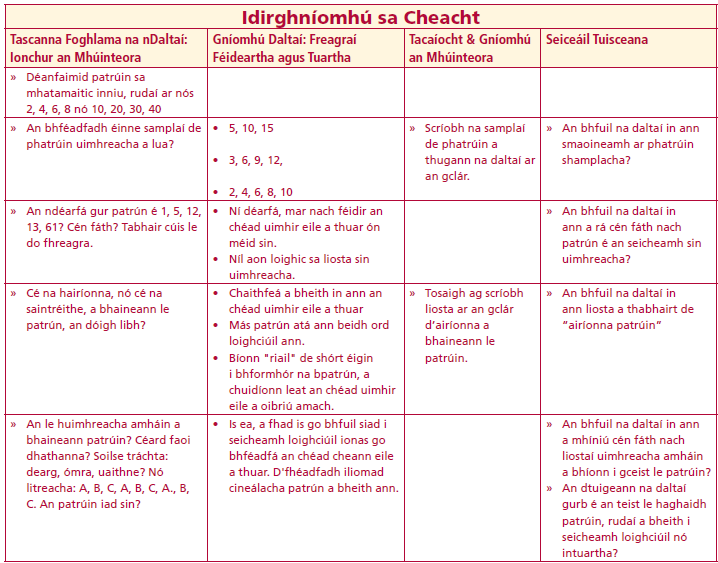 Idirghníomhú sa Cheacht
Tascanna Foghlama na nDaltaí:
Ionchur an Mhúinteora
Gníomhú Daltaí: Freagraí
Féideartha agus Tuartha
Tacaíocht & Gníomhú
an Mhúinteora
Seiceáil Tuisceana
» Déanfaimid patrúin sa
mhatamaitic inniu, rudaí ar nós
2, 4, 6, 8 nó 10, 20, 30, 40
» An bhféadfadh éinne samplaí de
phatrúin uimhreacha a lua?
• 5, 10, 15
• 3, 6, 9, 12,
• 2, 4, 6, 8, 10
» Scríobh na samplaí
de phatrúin a
thugann na daltaí ar
an gclár.
» An bhfuil na daltaí in ann
smaoineamh ar phatrúin
shamplacha?
» An ndéarfá gur patrún é 1, 5, 12,
13, 61? Cén fáth? Tabhair cúis le
do fhreagra.
• Ní déarfá, mar nach féidir an
chéad uimhir eile a thuar ón
méid sin.
• Níl aon loighic sa liosta sin
uimhreacha.
» An bhfuil na daltaí in
ann a rá cén fáth nach
patrún é an seicheamh sin
uimhreacha?
» Cé na hairíonna, nó cé na
saintréithe, a bhaineann le
patrún, an dóigh libh?
• Chaithfeá a bheith in ann an
chéad uimhir eile a thuar
• Más patrún atá ann beidh ord
loighciúil ann.
• Bíonn "riail" de shórt éigin
i bhformhór na bpatrún, a
chuidíonn leat an chéad uimhir
eile a oibriú amach.
» Tosaigh ag scríobh
liosta ar an gclár
d’airíonna a
bhaineann le
patrúin.
» An bhfuil na daltaí in
ann liosta a thabhairt de
“airíonna patrúin”
» An le huimhreacha amháin a
bhaineann patrúin? Céard faoi
dhathanna? Soilse tráchta:
dearg, ómra, uaithne? Nó
litreacha: A, B, C, A, B, C, A., B,
C. An patrúin iad sin?
• Is ea, a fhad is go bhfuil siad i
seicheamh loighciúil ionas go
bhféadfá an chéad cheann eile
a thuar. D'fhéadfadh iliomad
cineálacha patrún a bheith ann.
» An bhfuil na daltaí in ann
a mhíniú cén fáth nach
liostaí uimhreacha amháin
a bhíonn i gceist le patrúin?
» An dtuigeann na daltaí
gurb é an teist le haghaidh
patrúin, rudaí a bheith i
seicheamh loighciúil nó
intuartha?